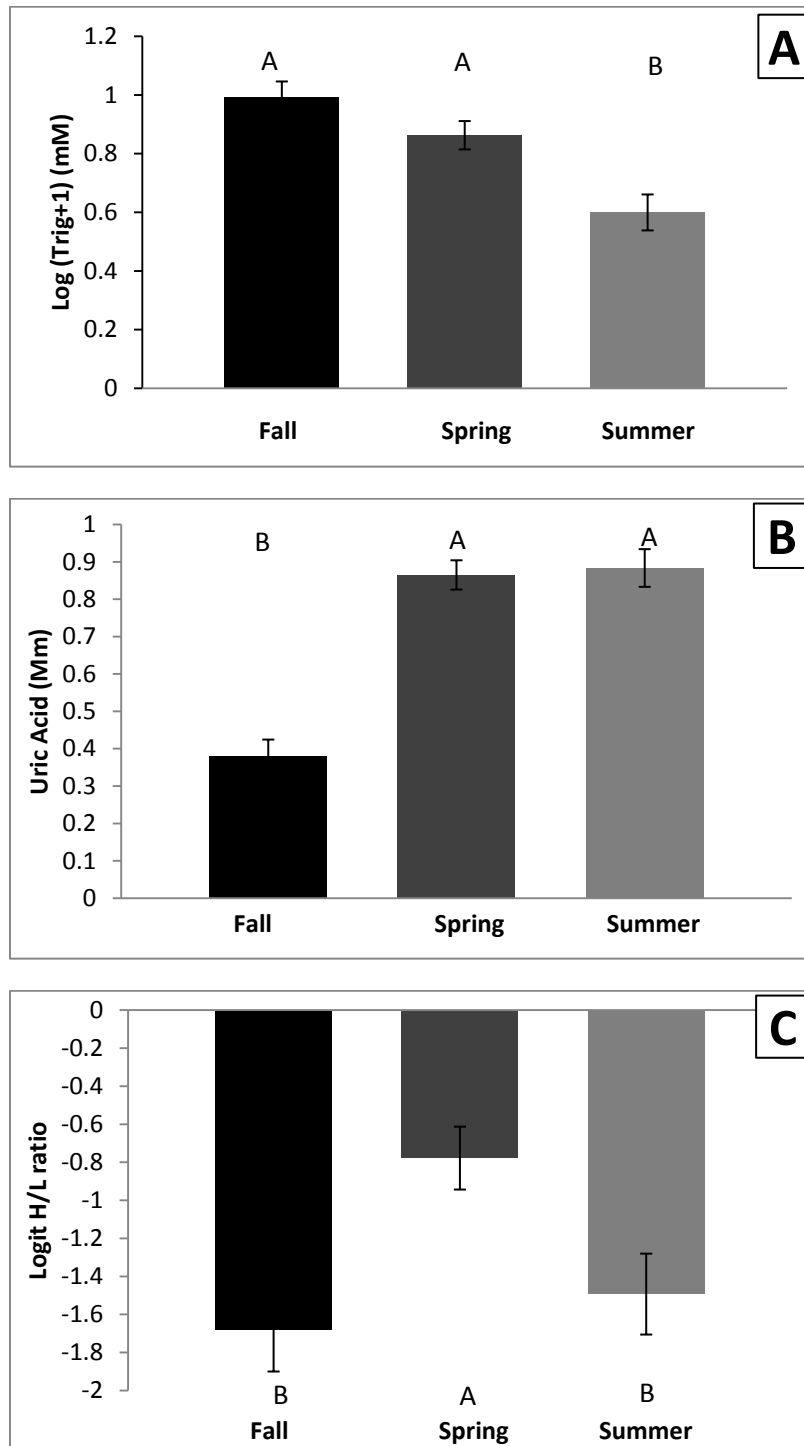 A
Log (Trig+1) (mM)
1.2
1
0.8
0.6
0.4
0.2
0
A A B
Fall Spring Summer
B
Uric Acid (Mm)
1
0.9
0.8
0.7
0.6
0.5
0.4
0.3
0.2
0.1
0
B A A
Fall Spring Summer
C
Logit H/L ratio
0
-0.2
-0.4
-0.6
-0.8
-1
-1.2
-1.4
-1.6
-1.8
-2
B A B
Fall Spring Summer